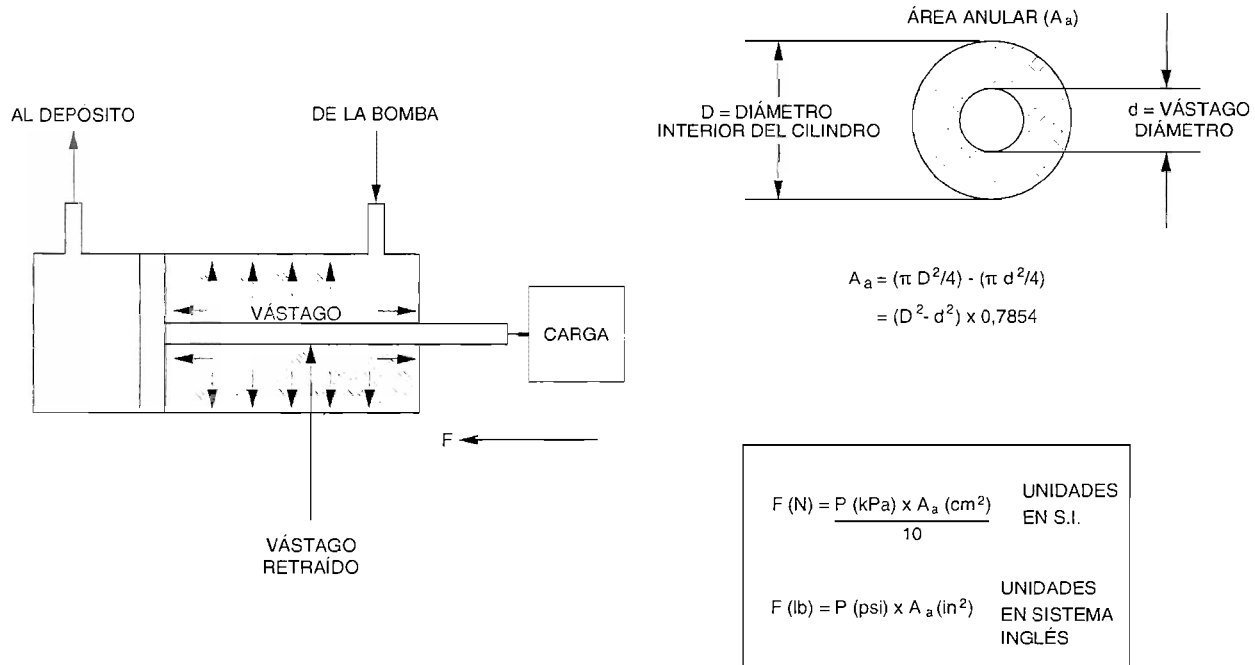 AL DEPÓSITO
DE LA BOMBA
VÁSTAGO
CARGA
F
VÁSTAGO
RETRAÍDO
ÁREA ANULAR (Aa)
D = DIÁMETRO
INTERIOR DEL CILINDRO
d = VÁSTAGO
DIÁMETRO
Aa = (π D²/4) - (π d²/4)
= (D²- d²) x 0,7854
F (N) = P (kPa) x Aa (cm²)
10
UNIDADES
EN S.I.
F (lb) = P (psi) x Aa (in²)
UNIDADES
EN SISTEMA
INGLÉS